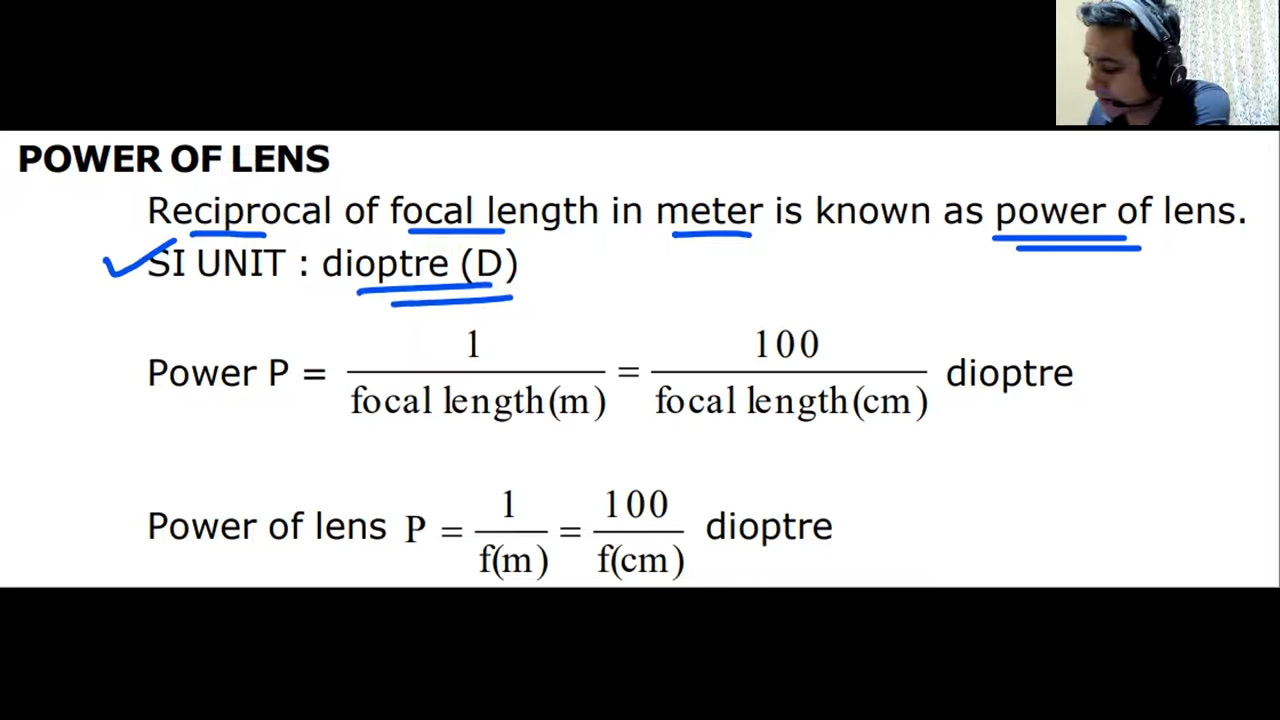 POWER OF LENS
Reciprocal of focal length in meter is known as power of lens.
SI UNIT : dioptre (D)
Power P = 1/focal length(m) = 100/focal length(cm) dioptre
Power of lens P = 1/f(m) = 100/f(cm) dioptre